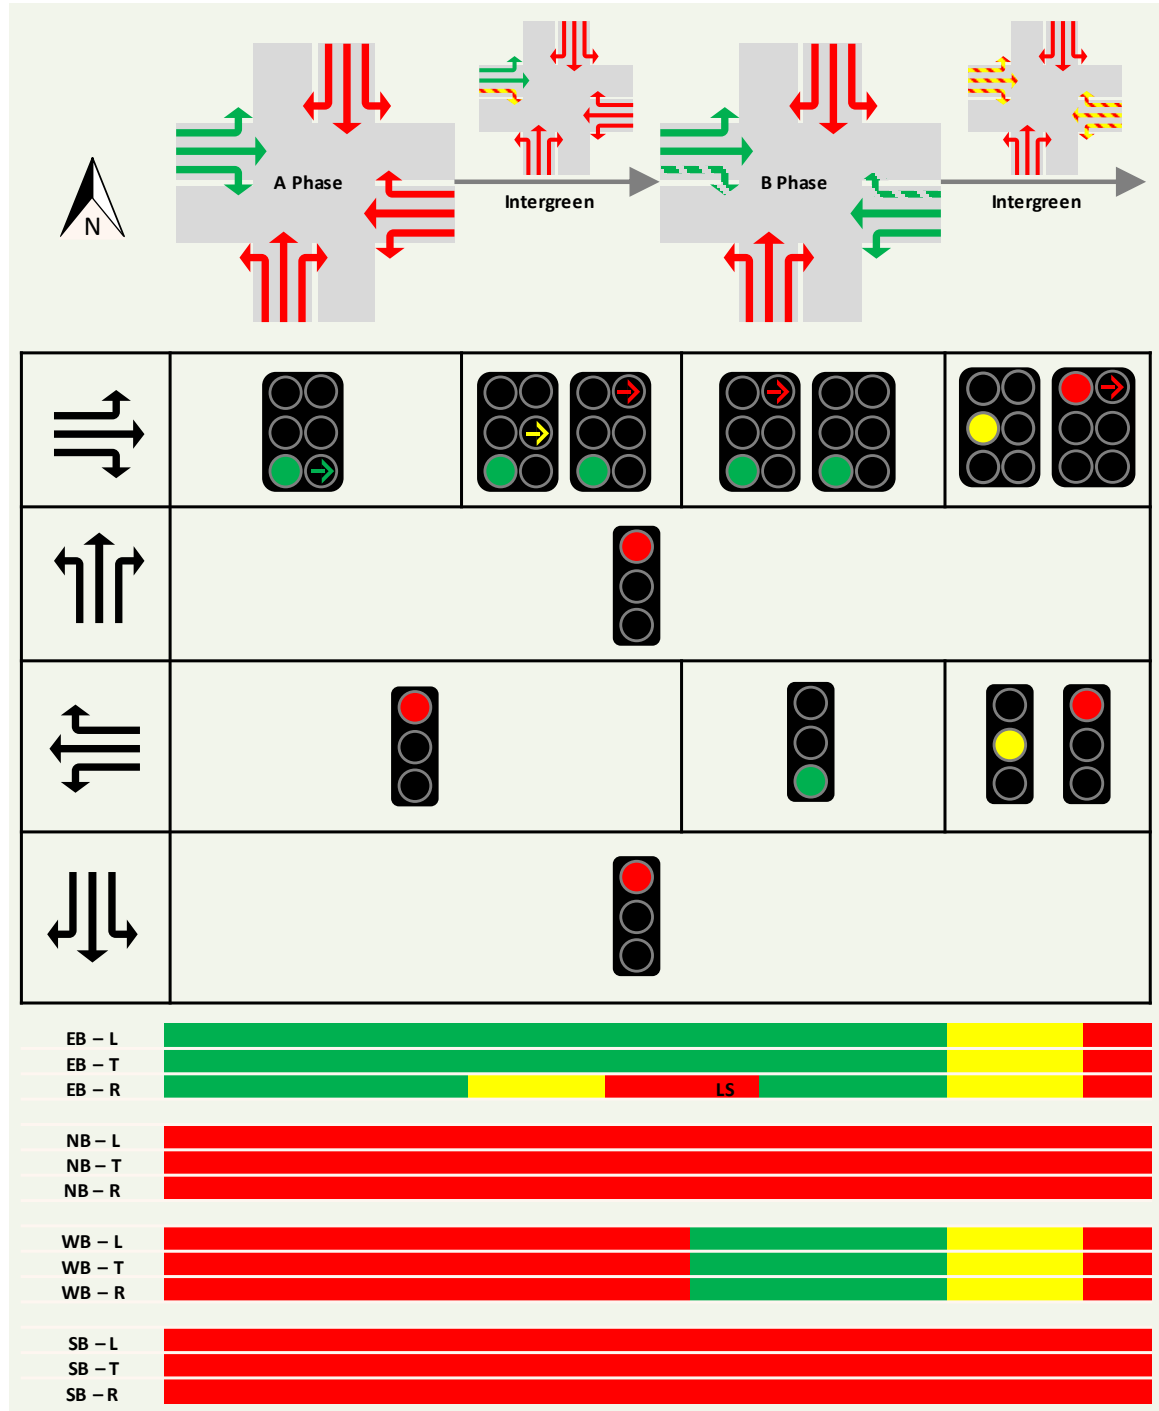 A Phase
Intergreen
B Phase
Intergreen
N
EB – L
EB – T
EB – R
LS
NB – L
NB – T
NB – R
WB – L
WB – T
WB – R
SB – L
SB – T
SB – R